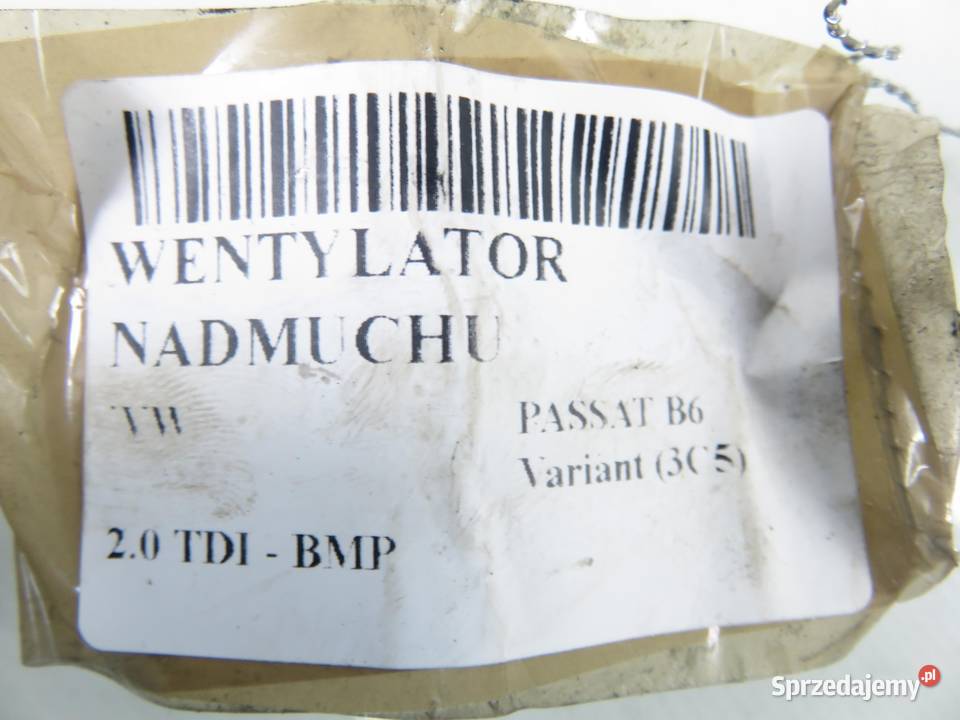 WENTYLATOR
NADMUCHU
VW
PASSAT B6
Variant (3C5)
2.0 TDI - BMP
Sprzedajemy.pl